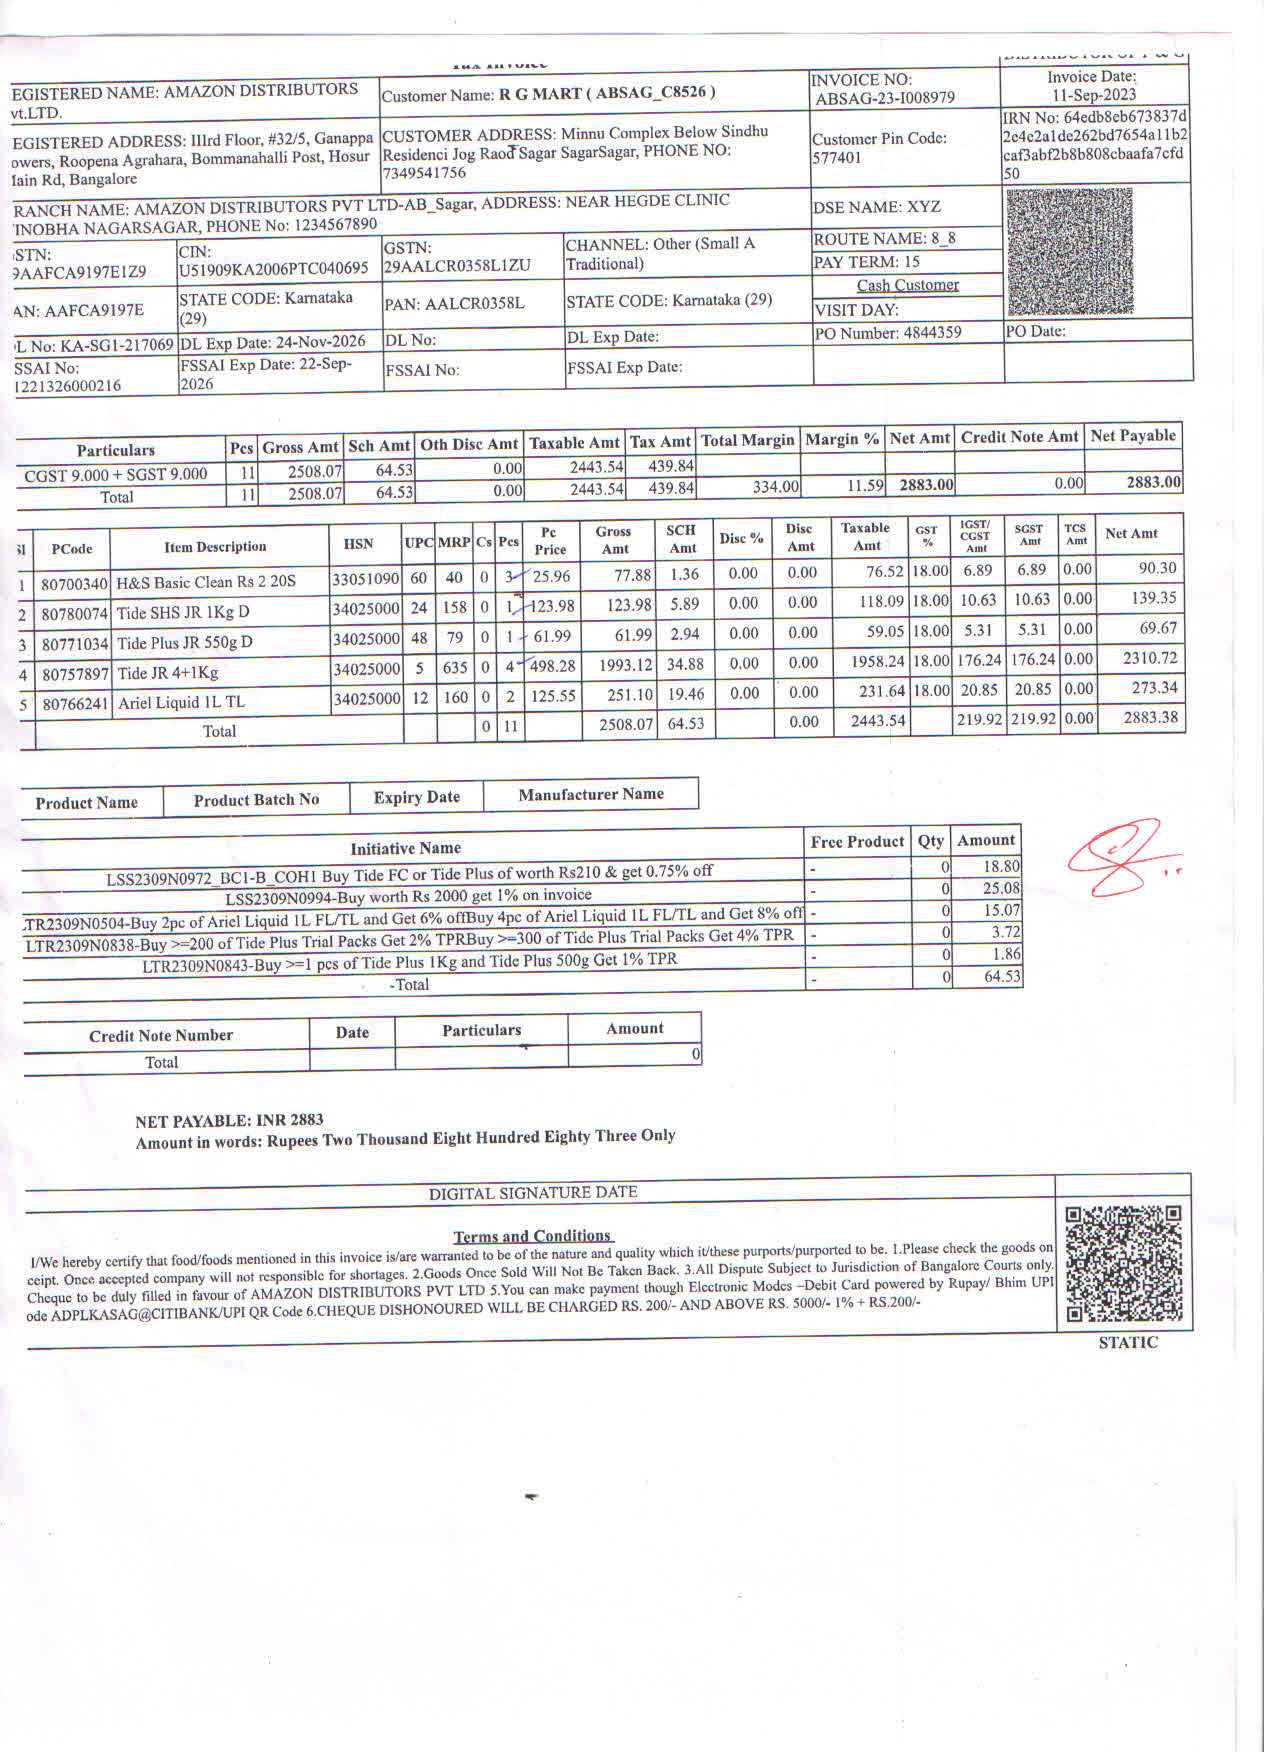 Tax Invoice
DISTRIBUTOR OF P & G
EGISTERED NAME: AMAZON DISTRIBUTORS
vt.LTD.
Customer Name: R G MART ( ABSAG_C8526 )
INVOICE NO:
ABSAG-23-I008979
Invoice Date:
11-Sep-2023
EGISTERED ADDRESS: IIIrd Floor, #32/5, Ganappa
owers, Roopena Agrahara, Bommanahalli Post, Hosur
lain Rd, Bangalore
CUSTOMER ADDRESS: Minnu Complex Below Sindhu
Residenci Jog Raod Sagar SagarSagar, PHONE NO:
7349541756
Customer Pin Code:
577401
IRN No: 64edb8eb673837d
2e4c2a1de262bd7654a11b2
caf3abf2b8b808cbaafa7cfd
50
RANCH NAME: AMAZON DISTRIBUTORS PVT LTD-AB_Sagar, ADDRESS: NEAR HEGDE CLINIC
INOBHA NAGARSAGAR, PHONE No: 1234567890
DSE NAME: XYZ
STN:
9AAFCA9197E1Z9
CIN:
U51909KA2006PTC040695
GSTN:
29AALCR0358L1ZU
CHANNEL: Other (Small A
Traditional)
ROUTE NAME: 8_8
PAY TERM: 15
Cash Customer
AN: AAFCA9197E
STATE CODE: Karnataka
(29)
PAN: AALCR0358L
STATE CODE: Karnataka (29)
VISIT DAY:
L No: KA-SG1-217069
DL Exp Date: 24-Nov-2026
DL No:
DL Exp Date:
PO Number: 4844359
PO Date:
SSAI No:
1221326000216
FSSAI Exp Date: 22-Sep-
2026
FSSAI No:
FSSAI Exp Date:
Particulars Pcs Gross Amt Sch Amt Oth Disc Amt Taxable Amt Tax Amt Total Margin Margin % Net Amt Credit Note Amt Net Payable
CGST 9.000 + SGST 9.000 11 2508.07 64.53 0.00 2443.54 439.84
Total 11 2508.07 64.53 0.00 2443.54 439.84 334.00 11.59 2883.00 0.00 2883.00
Sl PCode Item Description HSN UPC MRP Cs Pcs Pc Price Gross Amt SCH Amt Disc % Disc Amt Taxable Amt GST % IGST/ CGST Amt SGST Amt TCS Amt Net Amt
1 80700340 H&S Basic Clean Rs 2 20S 33051090 60 40 0 3 25.96 77.88 1.36 0.00 0.00 76.52 18.00 6.89 6.89 0.00 90.30
2 80780074 Tide SHS JR 1Kg D 34025000 24 158 0 1 123.98 123.98 5.89 0.00 0.00 118.09 18.00 10.63 10.63 0.00 139.35
3 80771034 Tide Plus JR 550g D 34025000 48 79 0 1 61.99 61.99 2.94 0.00 0.00 59.05 18.00 5.31 5.31 0.00 69.67
4 80757897 Tide JR 4+1Kg 34025000 5 635 0 4 498.28 1993.12 34.88 0.00 0.00 1958.24 18.00 176.24 176.24 0.00 2310.72
5 80766241 Ariel Liquid 1L TL 34025000 12 160 0 2 125.55 251.10 19.46 0.00 0.00 231.64 18.00 20.85 20.85 0.00 273.34
Total 0 11 2508.07 64.53 0.00 2443.54 219.92 219.92 0.00 2883.38
Product Name Product Batch No Expiry Date Manufacturer Name
Initiative Name Free Product Qty Amount
LSS2309N0972_BC1-B_COH1 Buy Tide FC or Tide Plus of worth Rs210 & get 0.75% off - 0 18.80
LSS2309N0994-Buy worth Rs 2000 get 1% on invoice - 0 25.08
TR2309N0504-Buy 2pc of Ariel Liquid 1L FL/TL and Get 6% offBuy 4pc of Ariel Liquid 1L FL/TL and Get 8% off - 0 15.07
LTR2309N0838-Buy >=200 of Tide Plus Trial Packs Get 2% TPRBuy >=300 of Tide Plus Trial Packs Get 4% TPR - 0 3.72
LTR2309N0843-Buy >=1 pcs of Tide Plus 1Kg and Tide Plus 500g Get 1% TPR - 0 1.86
-Total - 0 64.53
Credit Note Number Date Particulars Amount
Total 0
NET PAYABLE: INR 2883
Amount in words: Rupees Two Thousand Eight Hundred Eighty Three Only
DIGITAL SIGNATURE DATE
Terms and Conditions
I/We hereby certify that food/foods mentioned in this invoice is/are warranted to be of the nature and quality which it/these purports/purported to be. 1.Please check the goods on
ceipt. Once accepted company will not responsible for shortages. 2.Goods Once Sold Will Not Be Taken Back. 3.All Dispute Subject to Jurisdiction of Bangalore Courts only.
Cheque to be duly filled in favour of AMAZON DISTRIBUTORS PVT LTD 5.You can make payment though Electronic Modes –Debit Card powered by Rupay/ Bhim UPI
ode ADPLKASAG@CITIBANK/UPI QR Code 6.CHEQUE DISHONOURED WILL BE CHARGED RS. 200/- AND ABOVE RS. 5000/- 1% + RS.200/-
STATIC